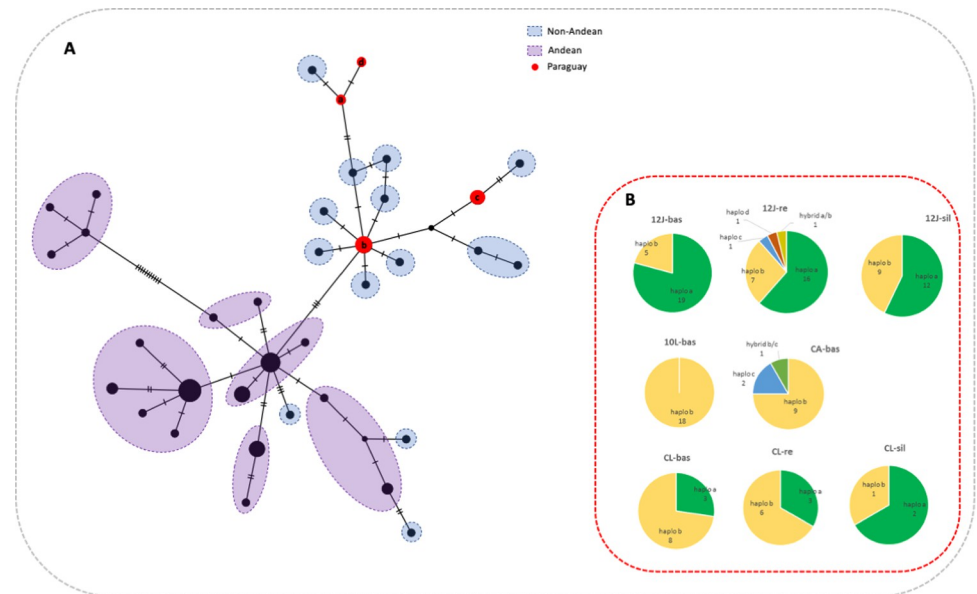 A
Non-Andean
Andean
Paraguay
d
a
c
b
B
12J-bas
haplo b
5
haplo a
19
12J-re
haplo d
1
hybrid a/b
1
haplo c
1
haplo b
7
haplo a
16
12J-sil
haplo b
9
haplo a
12
10L-bas
haplo b
18
CA-bas
hybrid b/c
1
haplo c
2
haplo b
9
CL-bas
haplo a
3
haplo b
8
CL-re
haplo a
3
haplo b
6
CL-sil
haplo b
1
haplo a
2